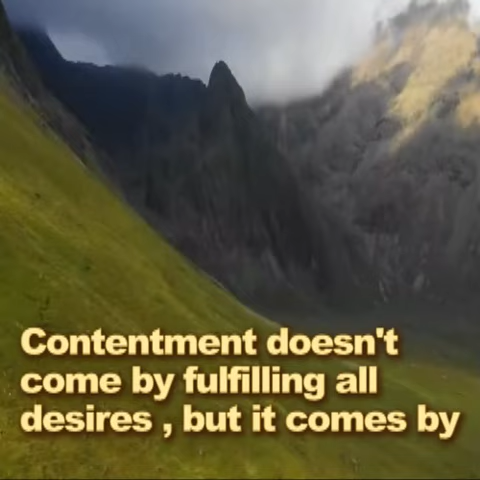 Contentment doesn't
come by fulfilling all
desires , but it comes by